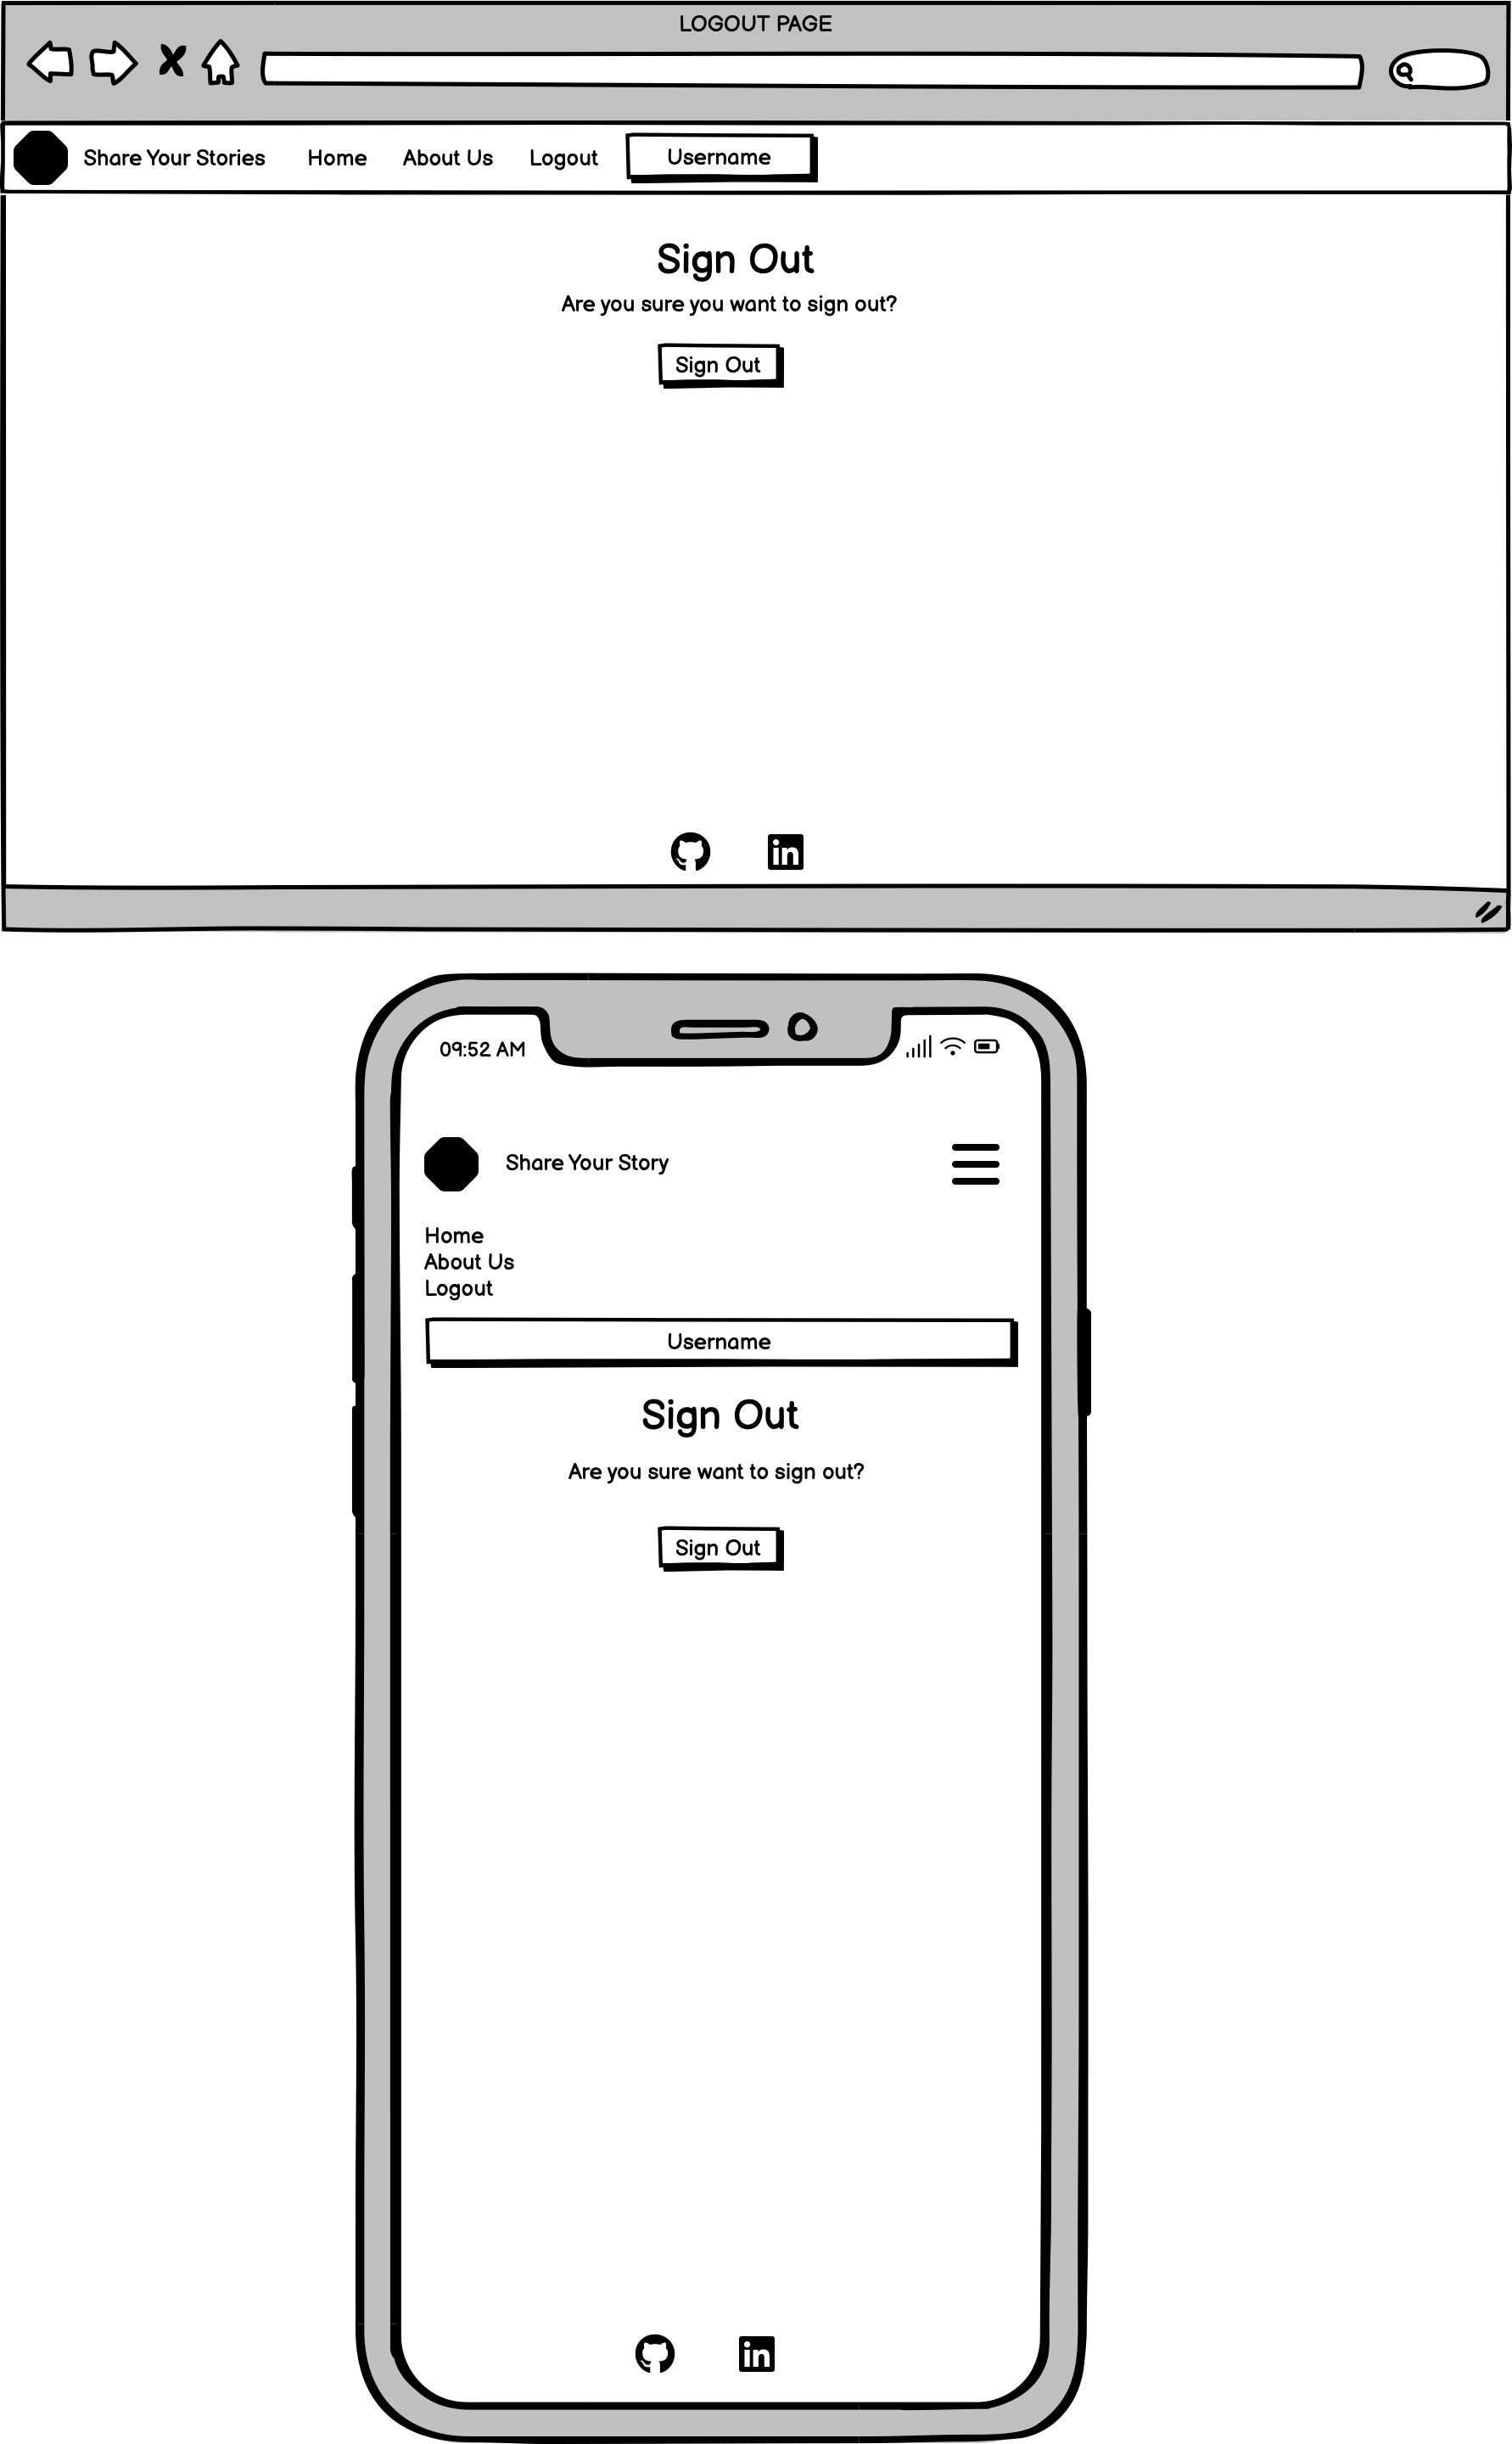 LOGOUT PAGE
Share Your Stories Home About Us Logout Username
Sign Out
Are you sure you want to sign out?
Sign Out
in
09:52 AM
Share Your Story
Home
About Us
Logout
Username
Sign Out
Are you sure want to sign out?
Sign Out
in